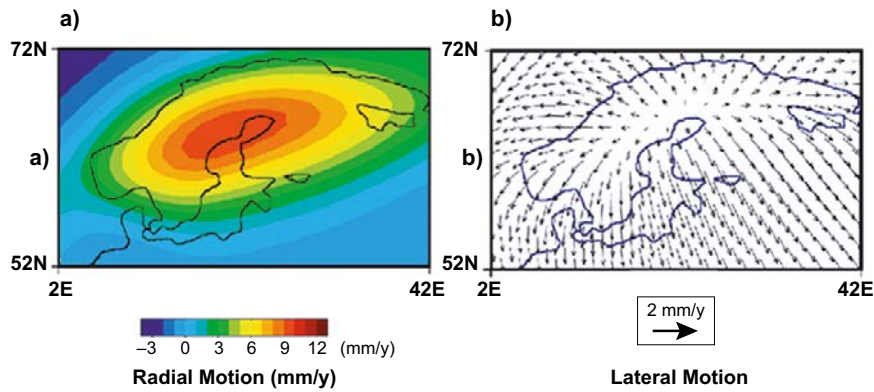 a)
b)
72N
72N
a)
b)
52N
52N
2E 42E
2E 42E
–3 0 3 6 9 12 (mm/y)
2 mm/y
Radial Motion (mm/y)
Lateral Motion